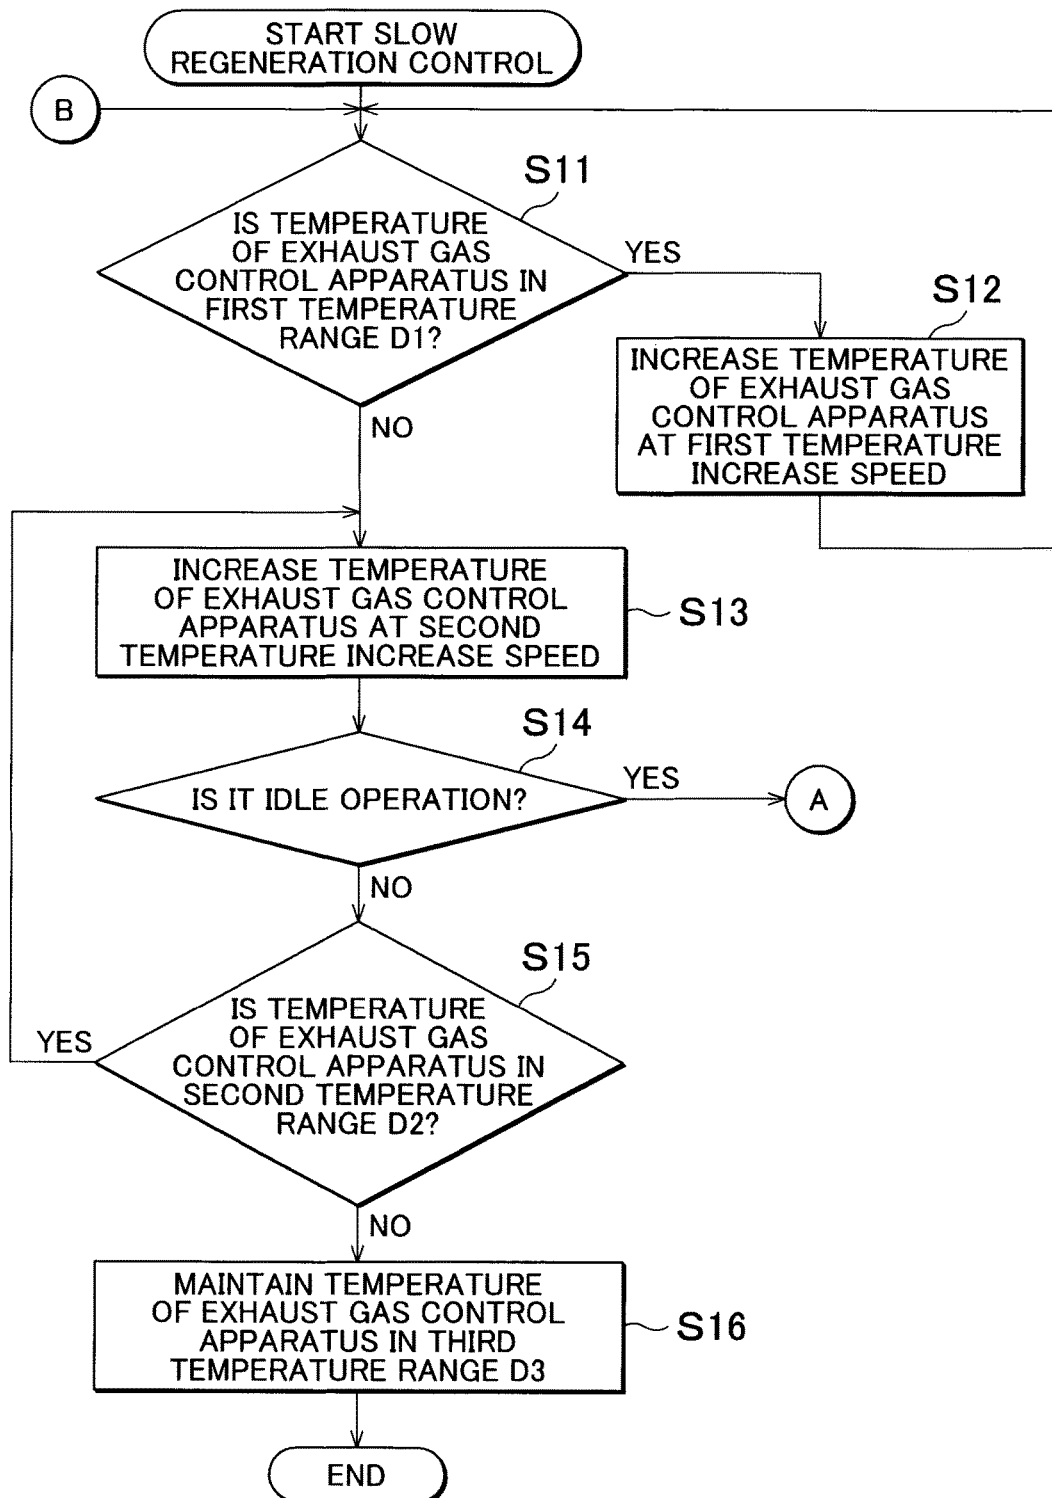 START SLOW
REGENERATION CONTROL
B
S11
IS TEMPERATURE
OF EXHAUST GAS
CONTROL APPARATUS IN
FIRST TEMPERATURE
RANGE D1?
YES
S12
INCREASE TEMPERATURE
OF EXHAUST GAS
CONTROL APPARATUS
AT FIRST TEMPERATURE
INCREASE SPEED
NO
INCREASE TEMPERATURE
OF EXHAUST GAS CONTROL
APPARATUS AT SECOND
TEMPERATURE INCREASE SPEED
S13
S14
IS IT IDLE OPERATION?
YES
A
NO
S15
IS TEMPERATURE
OF EXHAUST GAS
CONTROL APPARATUS IN
SECOND TEMPERATURE
RANGE D2?
YES
NO
MAINTAIN TEMPERATURE
OF EXHAUST GAS CONTROL
APPARATUS IN THIRD
TEMPERATURE RANGE D3
S16
END